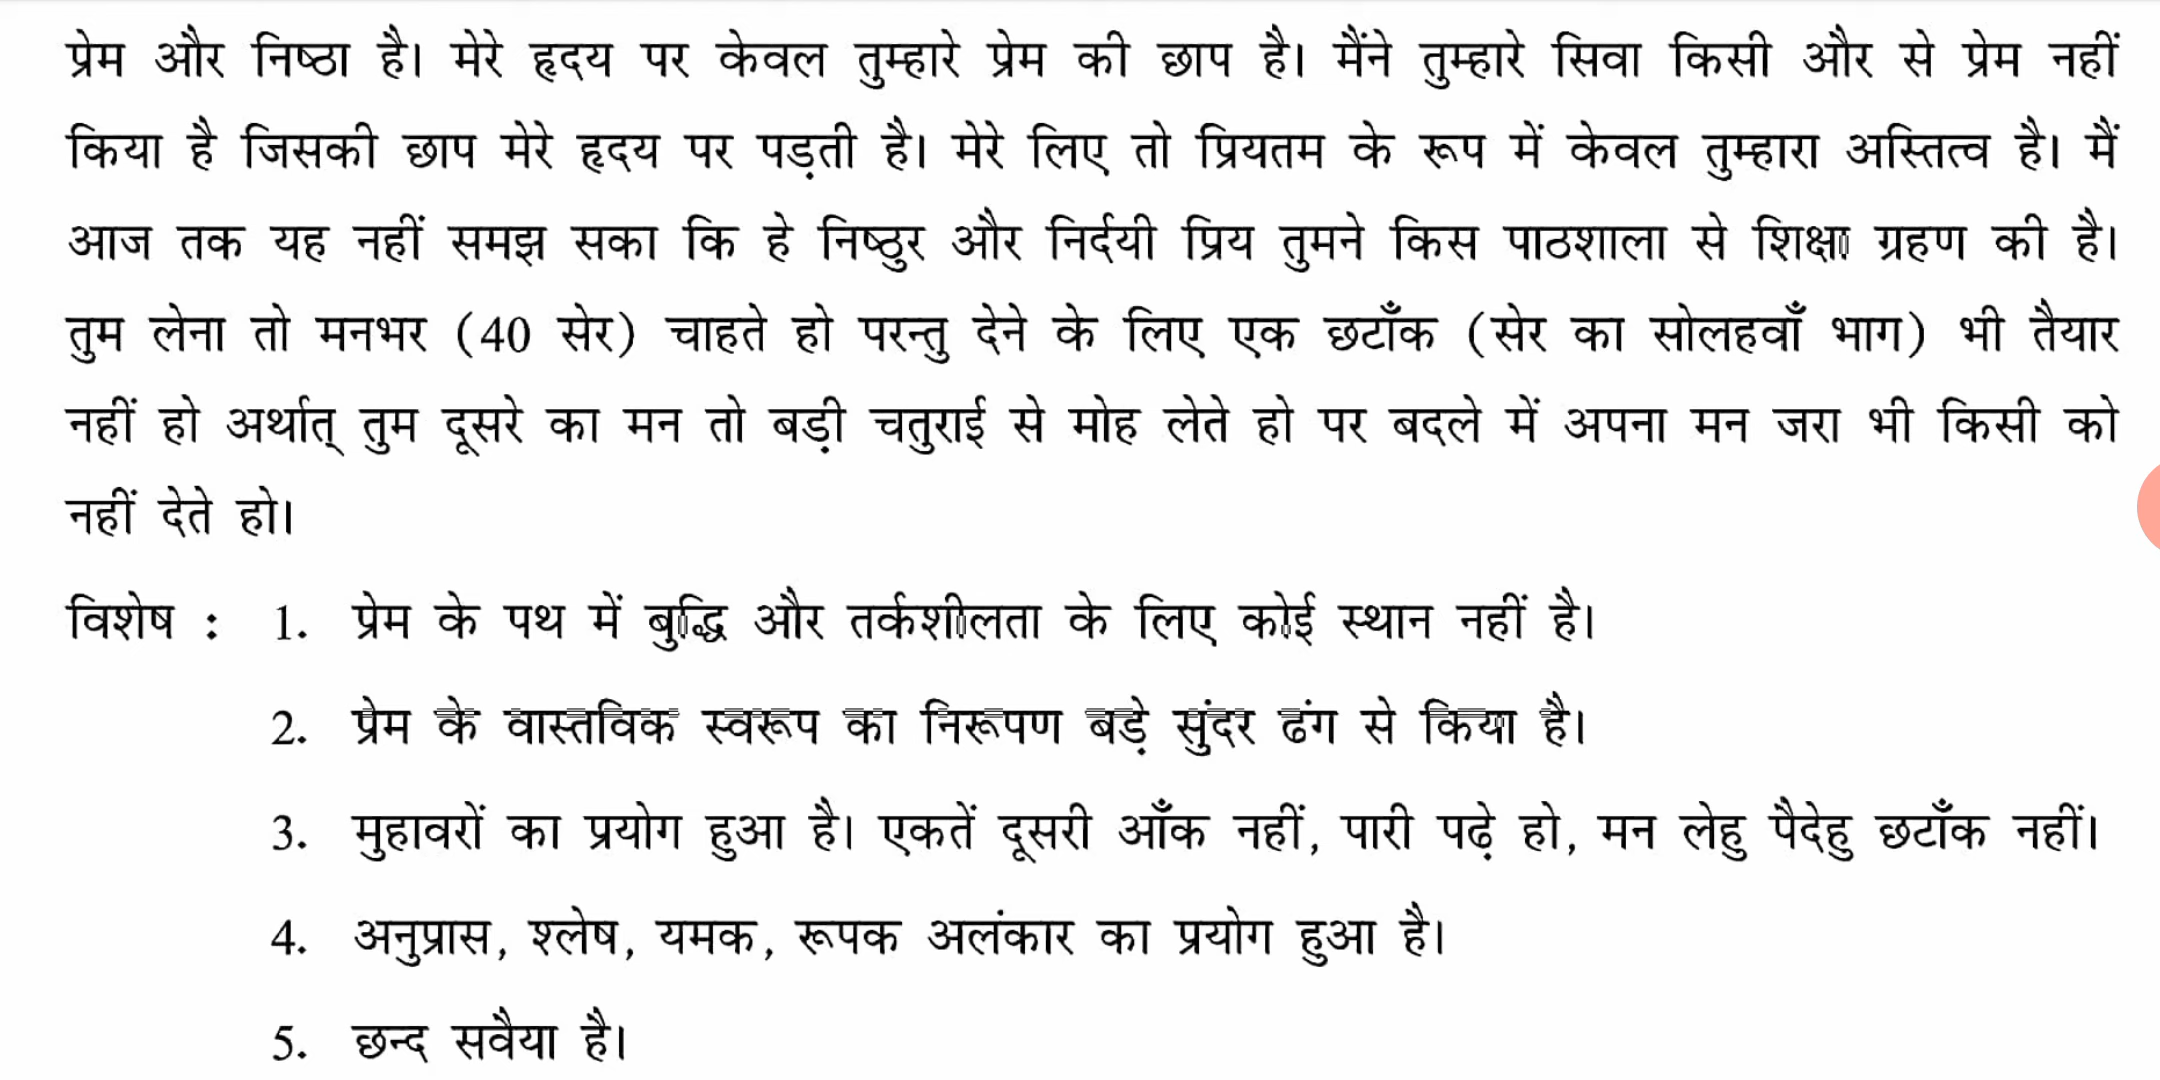 प्रेम और निष्ठा है। मेरे हृदय पर केवल तुम्हारे प्रेम की छाप है। मैंने तुम्हारे सिवा किसी और से प्रेम नहीं
किया है जिसकी छाप मेरे हृदय पर पड़ती है। मेरे लिए तो प्रियतम के रूप में केवल तुम्हारा अस्तित्व है। मैं
आज तक यह नहीं समझ सका कि हे निष्ठुर और निर्दयी प्रिय तुमने किस पाठशाला से शिक्षा ग्रहण की है।
तुम लेना तो मनभर (40 सेर) चाहते हो परन्तु देने के लिए एक छटाँक (सेर का सोलहवाँ भाग) भी तैयार
नहीं हो अर्थात् तुम दूसरे का मन तो बड़ी चतुराई से मोह लेते हो पर बदले में अपना मन जरा भी किसी को
नहीं देते हो।
विशेष : 1. प्रेम के पथ में बुद्धि और तर्कशीलता के लिए कोई स्थान नहीं है।
2. प्रेम के वास्तविक स्वरूप का निरूपण बड़े सुंदर ढंग से किया है।
3. मुहावरों का प्रयोग हुआ है। एकतें दूसरी आँक नहीं, पारी पढ़े हो, मन लेहु पैदेहु छटाँक नहीं।
4. अनुप्रास, श्लेष, यमक, रूपक अलंकार का प्रयोग हुआ है।
5. छन्द सवैया है।